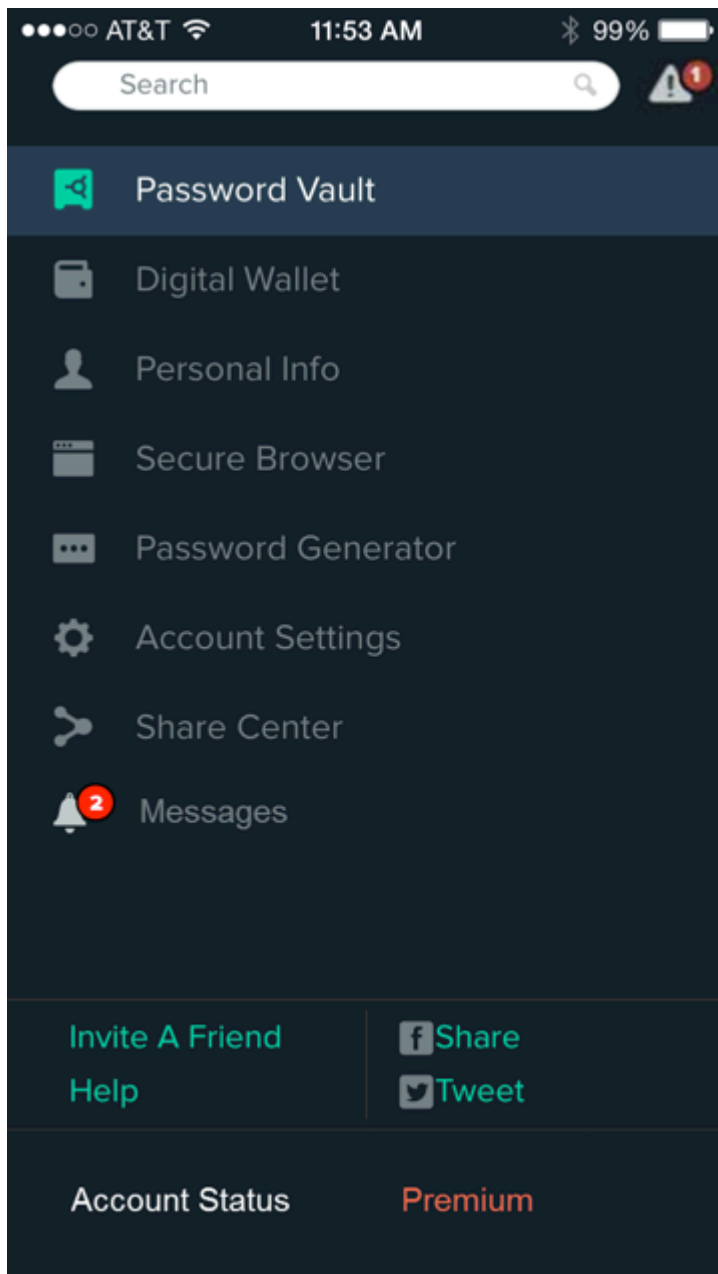 ●●●○○ AT&T 11:53 AM 99%
Search
1
Password Vault
Digital Wallet
Personal Info
Secure Browser
Password Generator
Account Settings
Share Center
2 Messages
Invite A Friend
Share
Help
Tweet
Account Status Premium